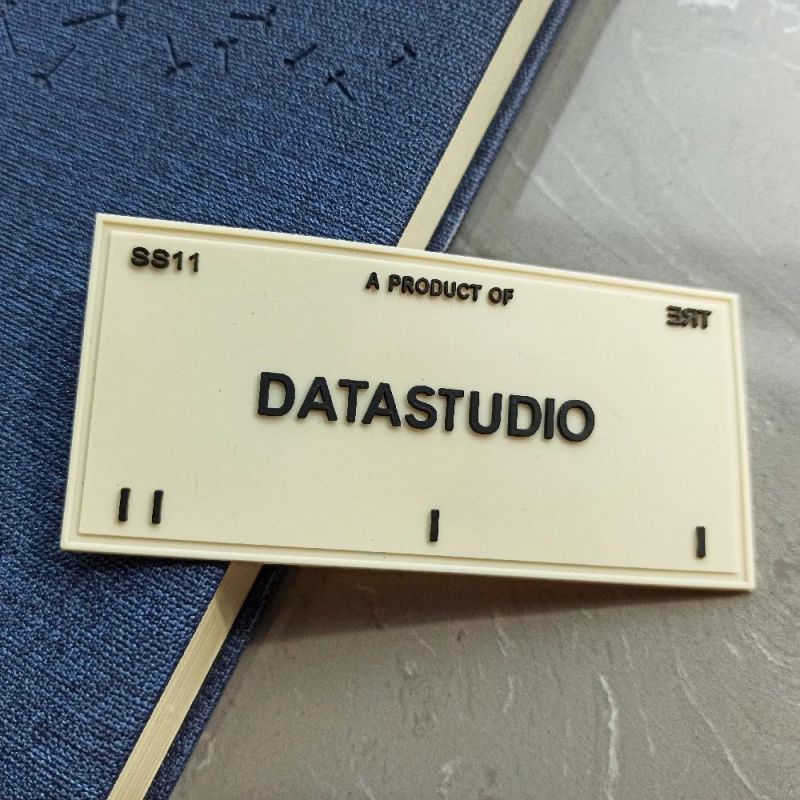 SS11
A PRODUCT OF
ƎЯT
DATASTUDIO
I I I I